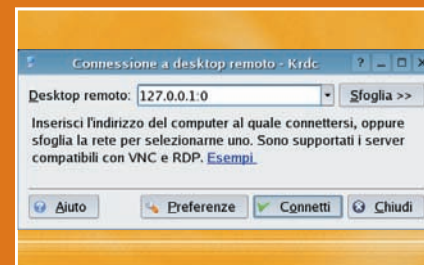 Connessione a desktop remoto - Krdc
Desktop remoto: 127.0.0.1:0 Sfoglia >>
Inserisci l'indirizzo del computer al quale connettersi, oppure
sfoglia la rete per selezionarne uno. Sono supportati i server
compatibili con VNC e RDP. Esempi
Aiuto Preferenze Connetti Chiudi